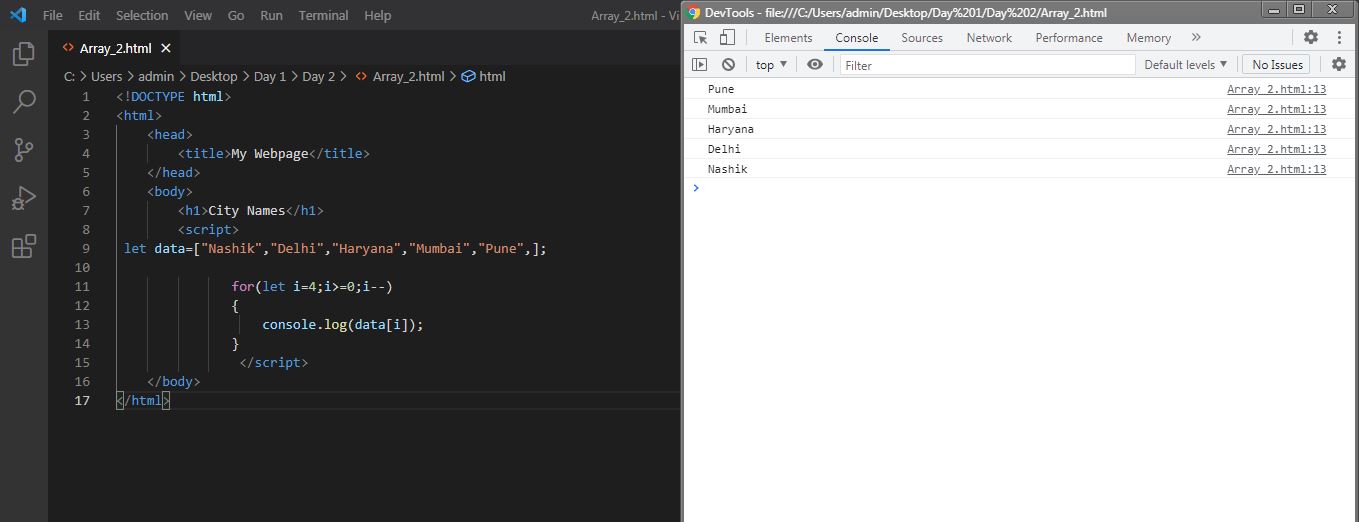 File Edit Selection View Go Run Terminal Help Array_2.html - Vi
Array_2.html
C: > Users > admin > Desktop > Day 1 > Day 2 > Array_2.html > html
1 <!DOCTYPE html>
2 <html>
3 <head>
4 <title>My Webpage</title>
5 </head>
6 <body>
7 <h1>City Names</h1>
8 <script>
9 let data=["Nashik","Delhi","Haryana","Mumbai","Pune",];
10
11 for(let i=4;i>=0;i--)
12 {
13 console.log(data[i]);
14 }
15 </script>
16 </body>
17 </html>
DevTools - file:///C:/Users/admin/Desktop/Day%201/Day%202/Array_2.html
Elements Console Sources Network Performance Memory »
top Filter Default levels No Issues
Pune Array_2.html:13
Mumbai Array_2.html:13
Haryana Array_2.html:13
Delhi Array_2.html:13
Nashik Array_2.html:13
>